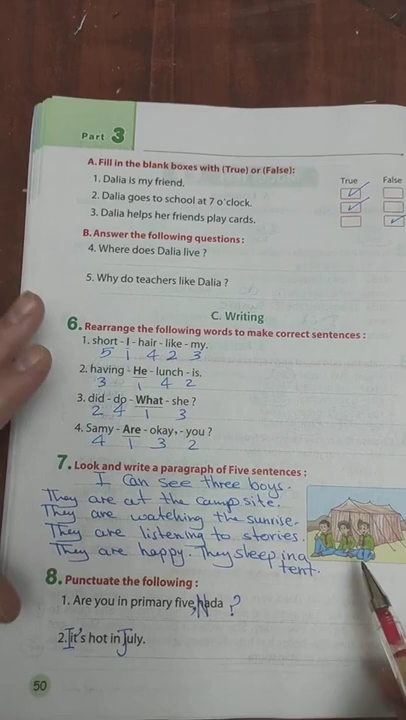 Part 3
A. Fill in the blank boxes with (True) or (False):
True False
1. Dalia is my friend.
2. Dalia goes to school at 7 o'clock.
3. Dalia helps her friends play cards.
B. Answer the following questions:
4. Where does Dalia live ?
5. Why do teachers like Dalia ?
C. Writing
6. Rearrange the following words to make correct sentences:
1. short - I - hair - like - my.
5 1 4 2 3
2. having - He - lunch - is.
3 1 4 2
3. did - do - What - she ?
2 4 1 3
4. Samy - Are - okay, - you ?
4 1 3 2
7. Look and write a paragraph of Five sentences:
I can see three boys.
They are at the camp site.
They are watching the sunrise.
They are listening to stories.
They are happy. They sleep in a
tent.
8. Punctuate the following:
1. Are you in primary five, Nada ?
2. It's hot in July.
50